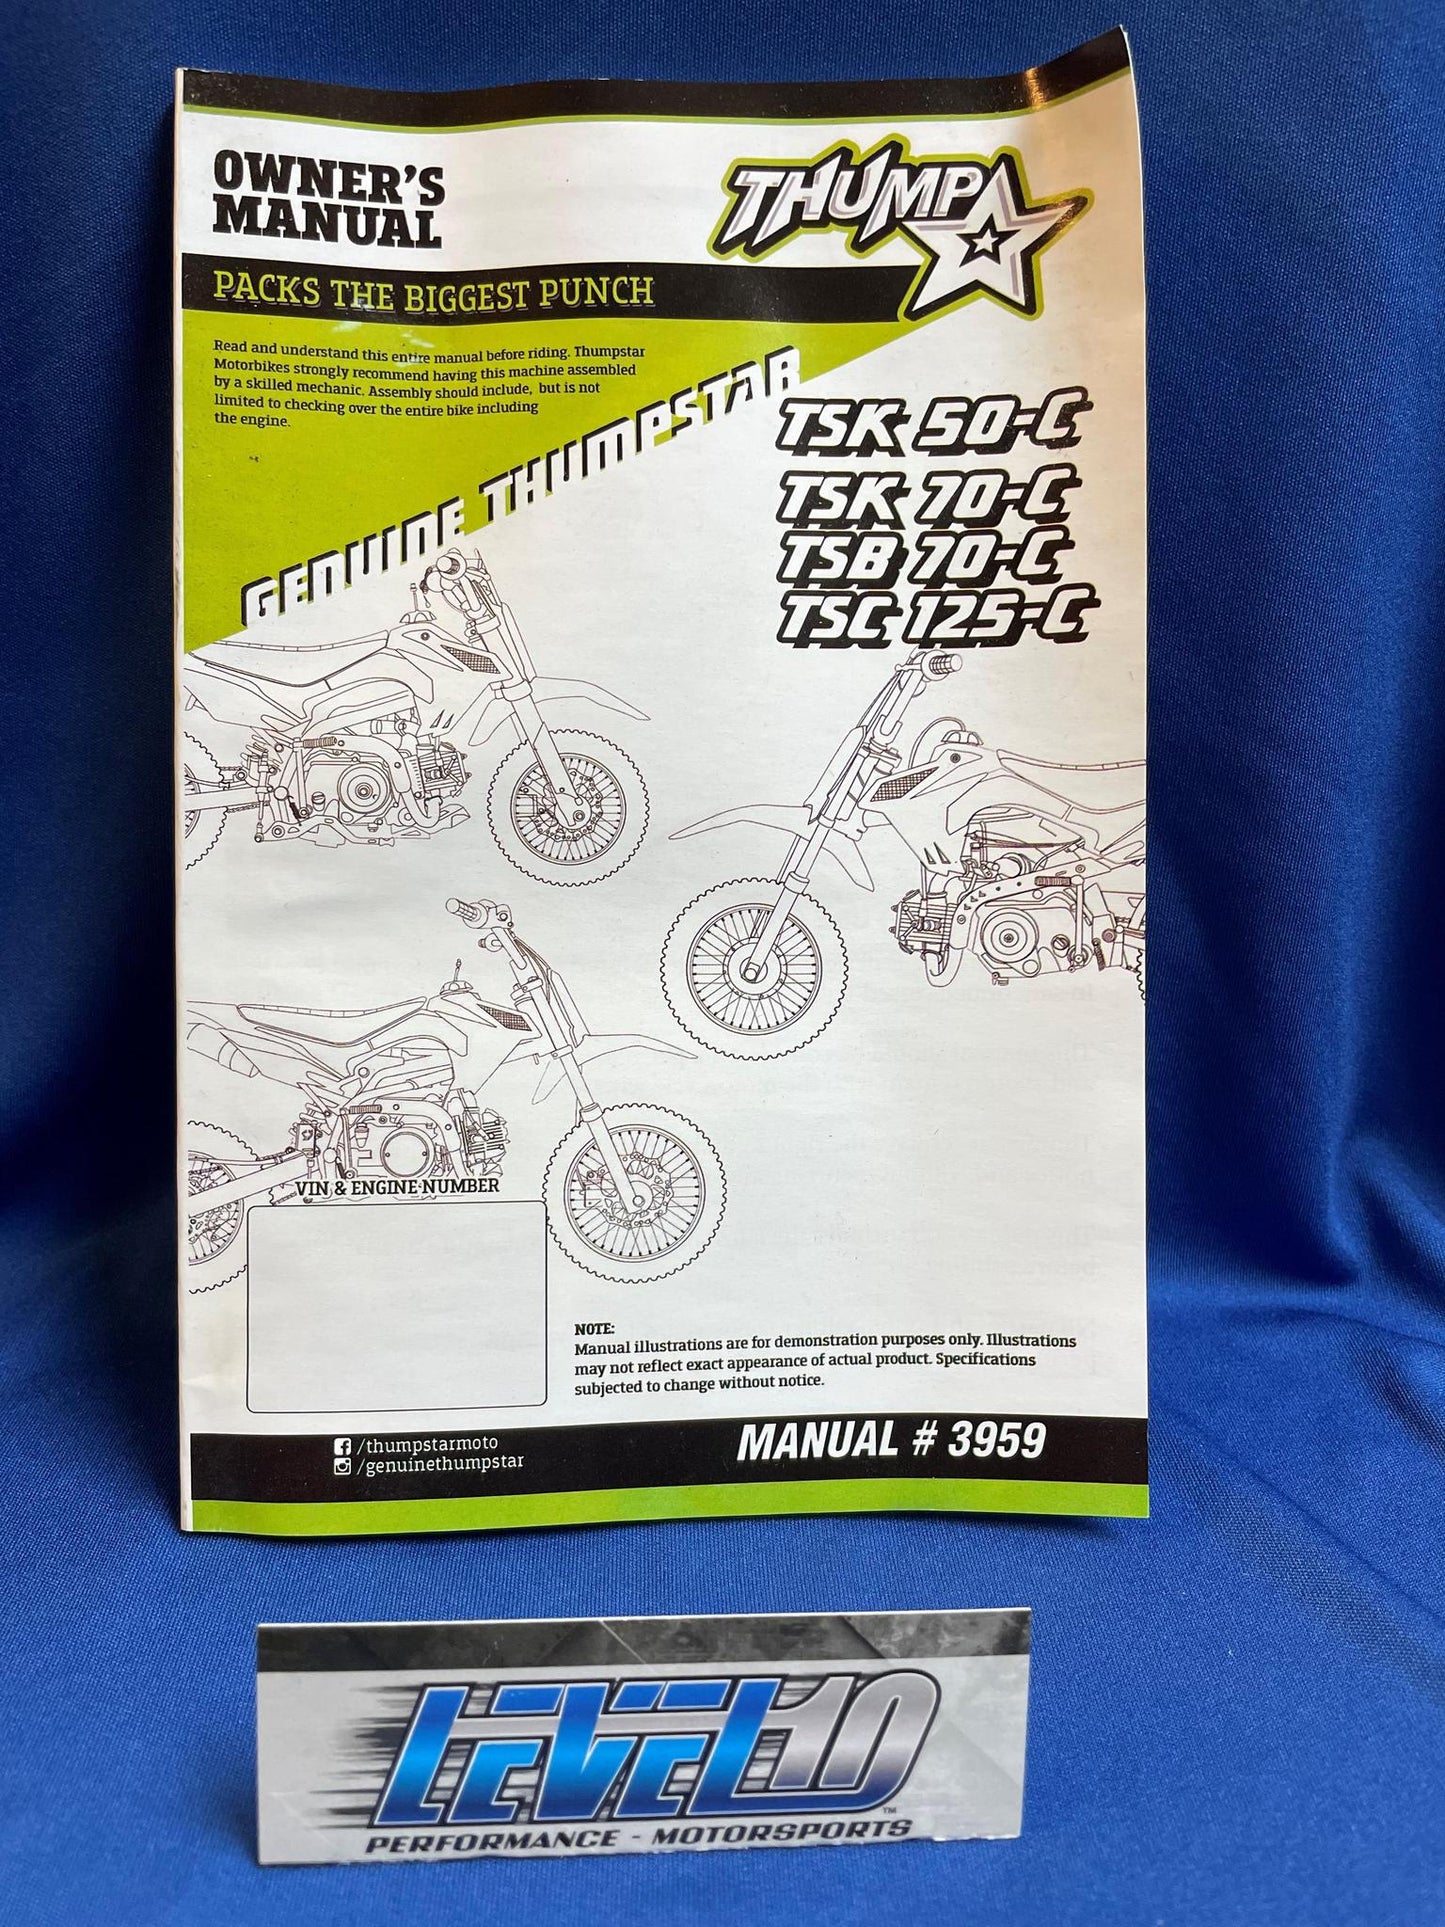 OWNER'S
MANUAL
THUMPSTAR
PACKS THE BIGGEST PUNCH
Read and understand this entire manual before riding. Thumpstar
Motorbikes strongly recommend having this machine assembled
by a skilled mechanic. Assembly should include, but is not
limited to checking over the entire bike including
the engine.
GENUINE THUMPSTAR
TSK 50-C
TSK 70-C
TSB 70-C
TSC 125-C
VIN & ENGINE NUMBER
NOTE:
Manual illustrations are for demonstration purposes only. Illustrations
may not reflect exact appearance of actual product. Specifications
subjected to change without notice.
f /thumpstarmoto
/genuinethumpstar
MANUAL # 3959
LEVEL 10
TM
PERFORMANCE - MOTORSPORTS